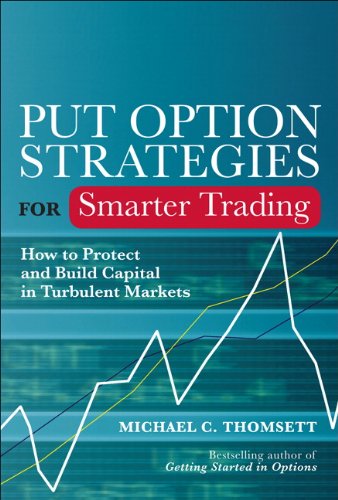 PUT OPTION
STRATEGIES
FOR Smarter Trading
How to Protect
and Build Capital
in Turbulent Markets
MICHAEL C. THOMSETT
Bestselling author of
Getting Started in Options